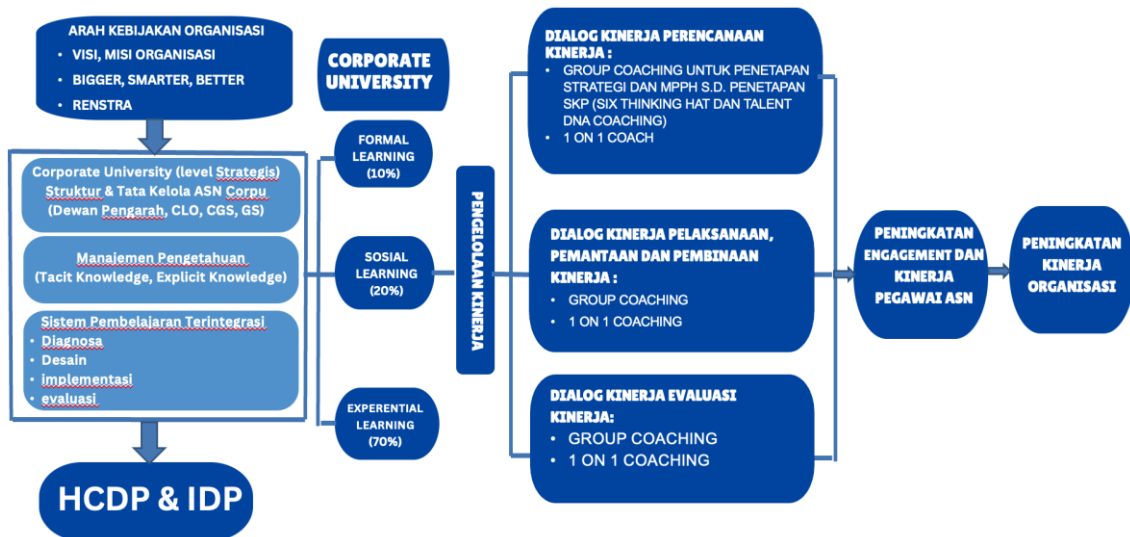 ARAH KEBIJAKAN ORGANISASI
• VISI, MISI ORGANISASI
• BIGGER, SMARTER, BETTER
• RENSTRA
Corporate University (level Strategis)
Struktur & Tata Kelola ASN Corpu
(Dewan Pengarah, CLO, CGS, GS)
Manajemen Pengetahuan
(Tacit Knowledge, Explicit Knowledge)
Sistem Pembelajaran Terintegrasi
• Diagnosa
• Desain
• implementasi
• evaluasi
HCDP & IDP
CORPORATE
UNIVERSITY
FORMAL
LEARNING
(10%)
SOSIAL
LEARNING
(20%)
EXPERENTIAL
LEARNING
(70%)
PENGELOLAAN KINERJA
DIALOG KINERJA PERENCANAAN
KINERJA :
• GROUP COACHING UNTUK PENETAPAN
STRATEGI DAN MPPH S.D. PENETAPAN
SKP (SIX THINKING HAT DAN TALENT
DNA COACHING)
• 1 ON 1 COACH
DIALOG KINERJA PELAKSANAAN,
PEMANTAAN DAN PEMBINAAN
KINERJA :
• GROUP COACHING
• 1 ON 1 COACHING
DIALOG KINERJA EVALUASI
KINERJA:
• GROUP COACHING
• 1 ON 1 COACHING
PENINGKATAN
ENGAGEMENT DAN
KINERJA
PEGAWAI ASN
PENINGKATAN
KINERJA
ORGANISASI